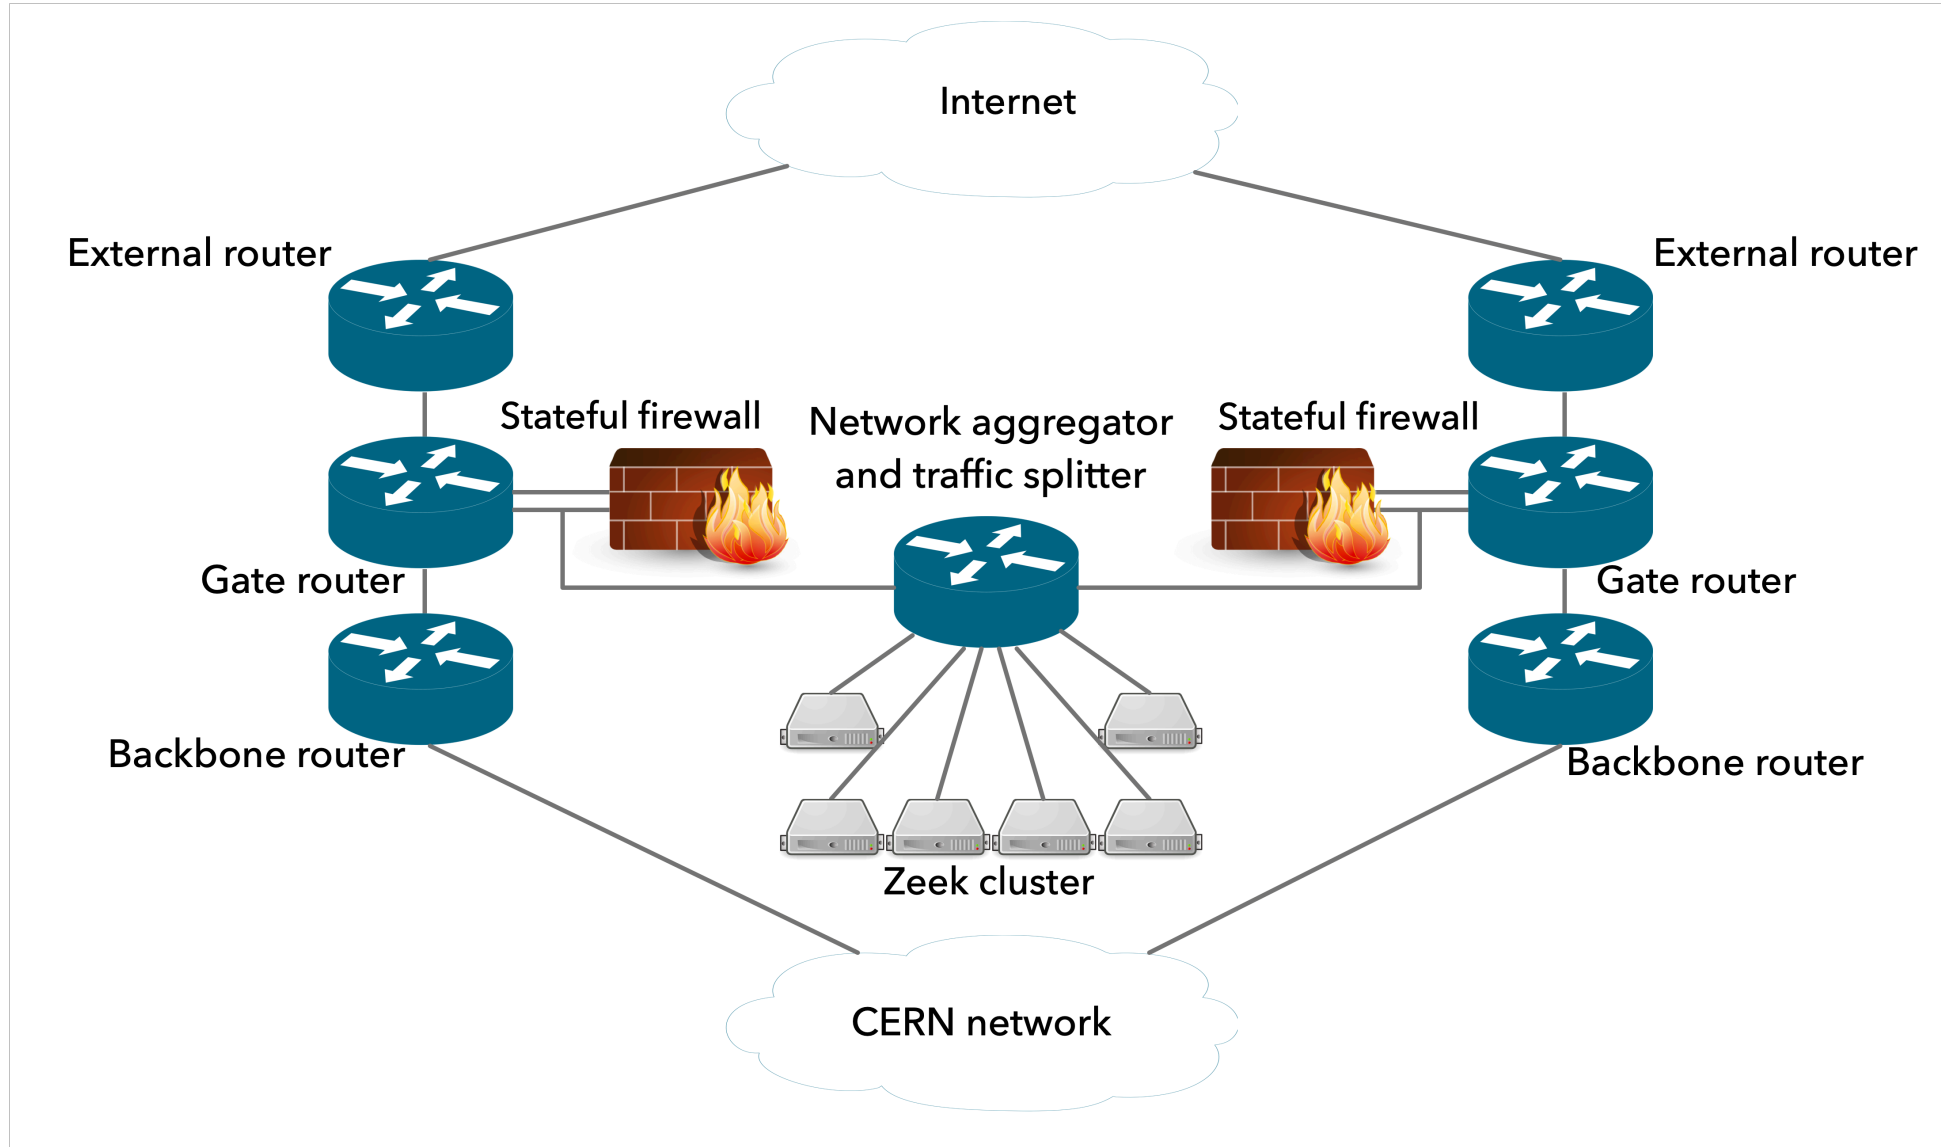 Internet
External router
External router
Stateful firewall
Network aggregator
and traffic splitter
Stateful firewall
Gate router
Gate router
Backbone router
Backbone router
Zeek cluster
CERN network